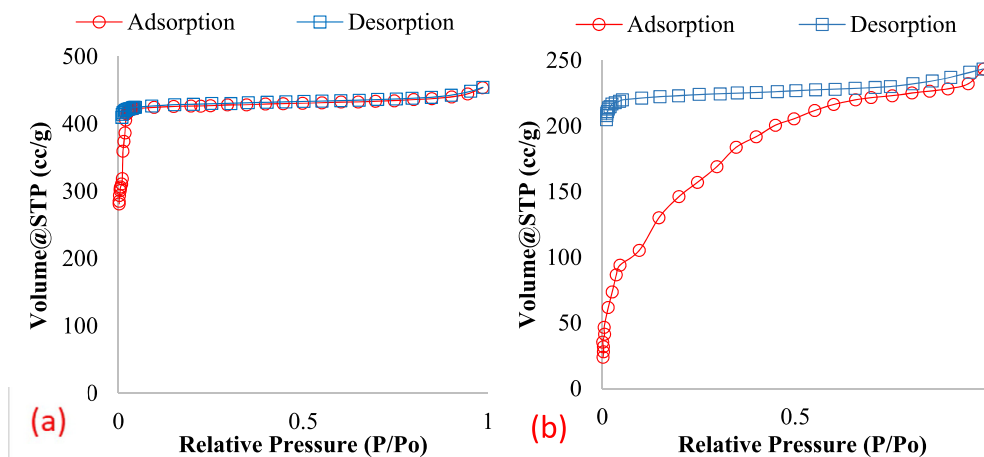 Adsorption Desorption
500
400
300
200
100
0
Volume@STP (cc/g)
0 0.5 1
Relative Pressure (P/Po)
(a)
Adsorption Desorption
250
200
150
100
50
0
Volume@STP (cc/g)
0 0.5
Relative Pressure (P/Po)
(b)